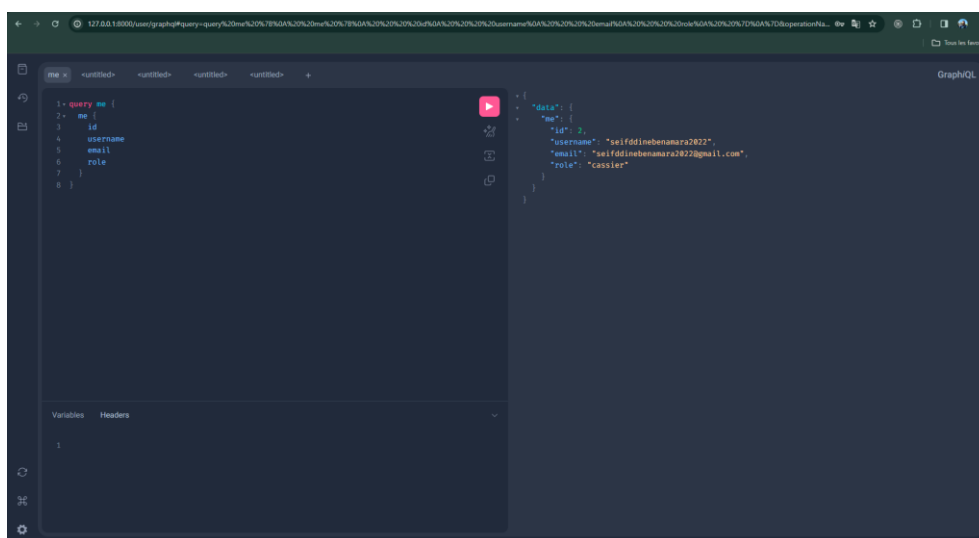 127.0.0.1:8000/user/graphql#query=query%20me%20%7B%0A%20%20me%20%7B%0A%20%20%20%20id%0A%20%20%20%20username%0A%20%20%20%20email%0A%20%20%20%20role%0A%20%20%7D%0A%7D&operationNa...
Tous les favo
me × <untitled> <untitled> <untitled> <untitled> +
GraphiQL
1 query me {
2 me {
3 id
4 username
5 email
6 role
7 }
8 }
{
"data": {
"me": {
"id": 2,
"username": "seifddinebenamara2022",
"email": "seifddinebenamara2022@gmail.com",
"role": "cassier"
}
}
}
Variables Headers
1